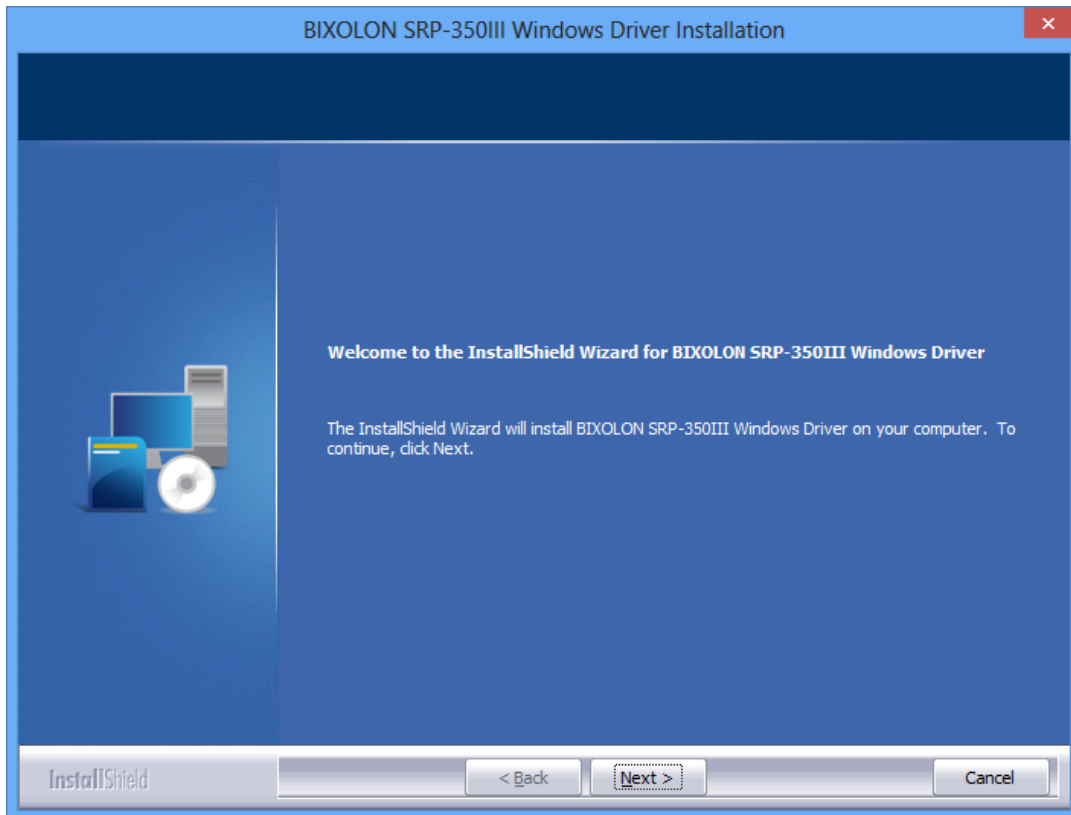 BIXOLON SRP-350III Windows Driver Installation
Welcome to the InstallShield Wizard for BIXOLON SRP-350III Windows Driver
The InstallShield Wizard will install BIXOLON SRP-350III Windows Driver on your computer. To
continue, click Next.
InstallShield
< Back
Next >
Cancel